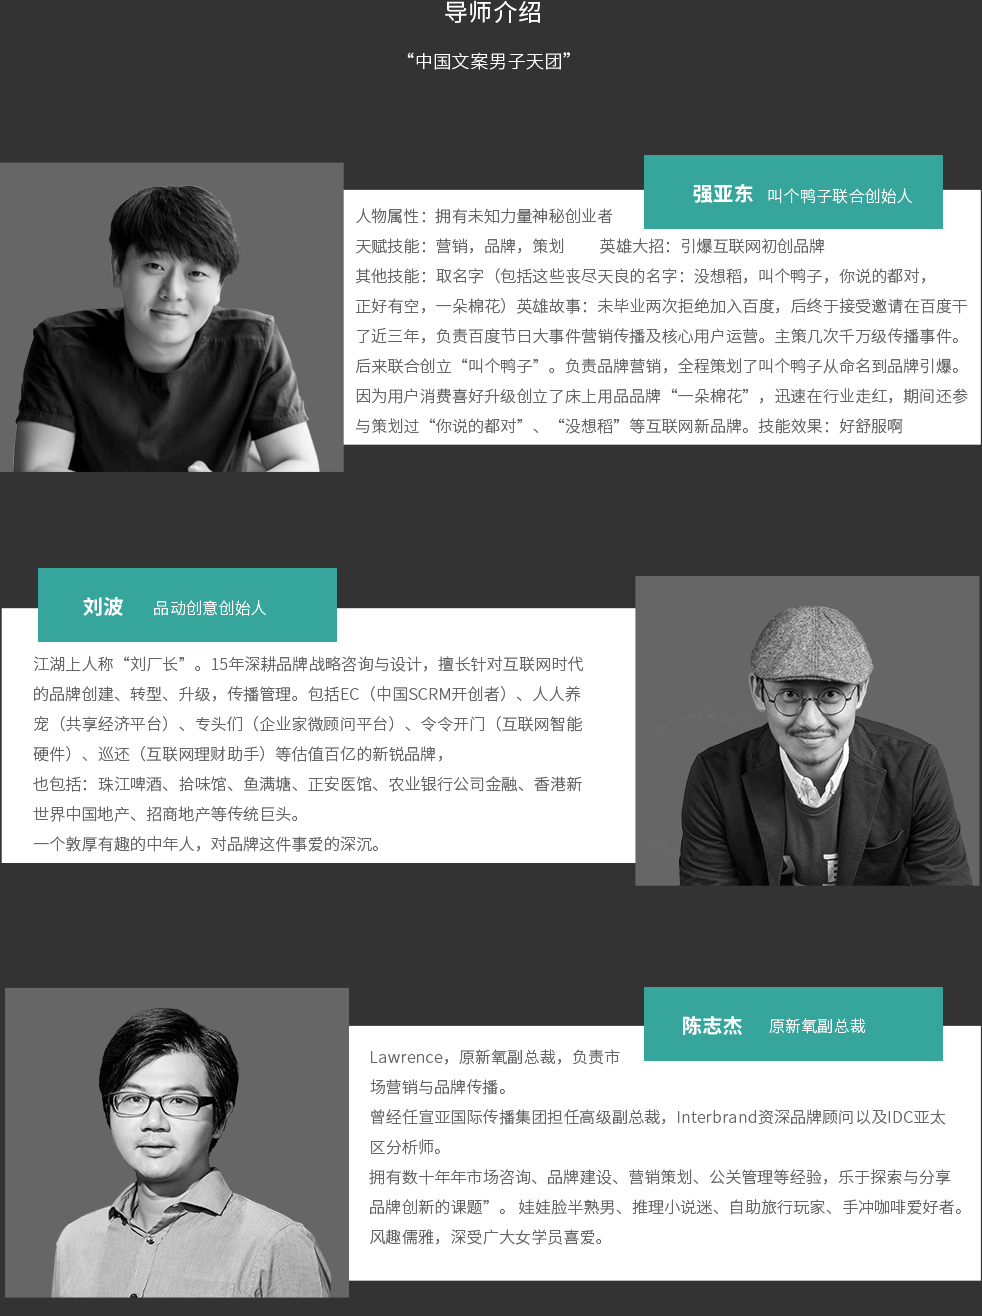 导师介绍
“中国文案男子天团”
强亚东 叫个鸭子联合创始人
人物属性：拥有未知力量神秘创业者
天赋技能：营销，品牌，策划 英雄大招：引爆互联网初创品牌
其他技能：取名字（包括这些丧尽天良的名字：没想稻，叫个鸭子，你说的都对，
正好有空，一朵棉花）英雄故事：未毕业两次拒绝加入百度，后终于接受邀请在百度干
了近三年，负责百度节日大事件营销传播及核心用户运营。主策几次千万级传播事件。
后来联合创立“叫个鸭子”。负责品牌营销，全程策划了叫个鸭子从命名到品牌引爆。
因为用户消费喜好升级创立了床上用品品牌“一朵棉花”，迅速在行业走红，期间还参
与策划过“你说的都对”、“没想稻”等互联网新品牌。技能效果：好舒服啊
刘波 品动创意创始人
江湖上人称“刘厂长”。15年深耕品牌战略咨询与设计，擅长针对互联网时代
的品牌创建、转型、升级，传播管理。包括EC（中国SCRM开创者）、人人养
宠（共享经济平台）、专头们（企业家微顾问平台）、令令开门（互联网智能
硬件）、巡还（互联网理财助手）等估值百亿的新锐品牌，
也包括：珠江啤酒、拾味馆、鱼满塘、正安医馆、农业银行公司金融、香港新
世界中国地产、招商地产等传统巨头。
一个敦厚有趣的中年人，对品牌这件事爱的深沉。
陈志杰 原新氧副总裁
Lawrence，原新氧副总裁，负责市
场营销与品牌传播。
曾经任宣亚国际传播集团担任高级副总裁，Interbrand资深品牌顾问以及IDC亚太
区分析师。
拥有数十年年市场咨询、品牌建设、营销策划、公关管理等经验，乐于探索与分享
品牌创新的课题”。 娃娃脸半熟男、推理小说迷、自助旅行玩家、手冲咖啡爱好者。
风趣儒雅，深受广大女学员喜爱。